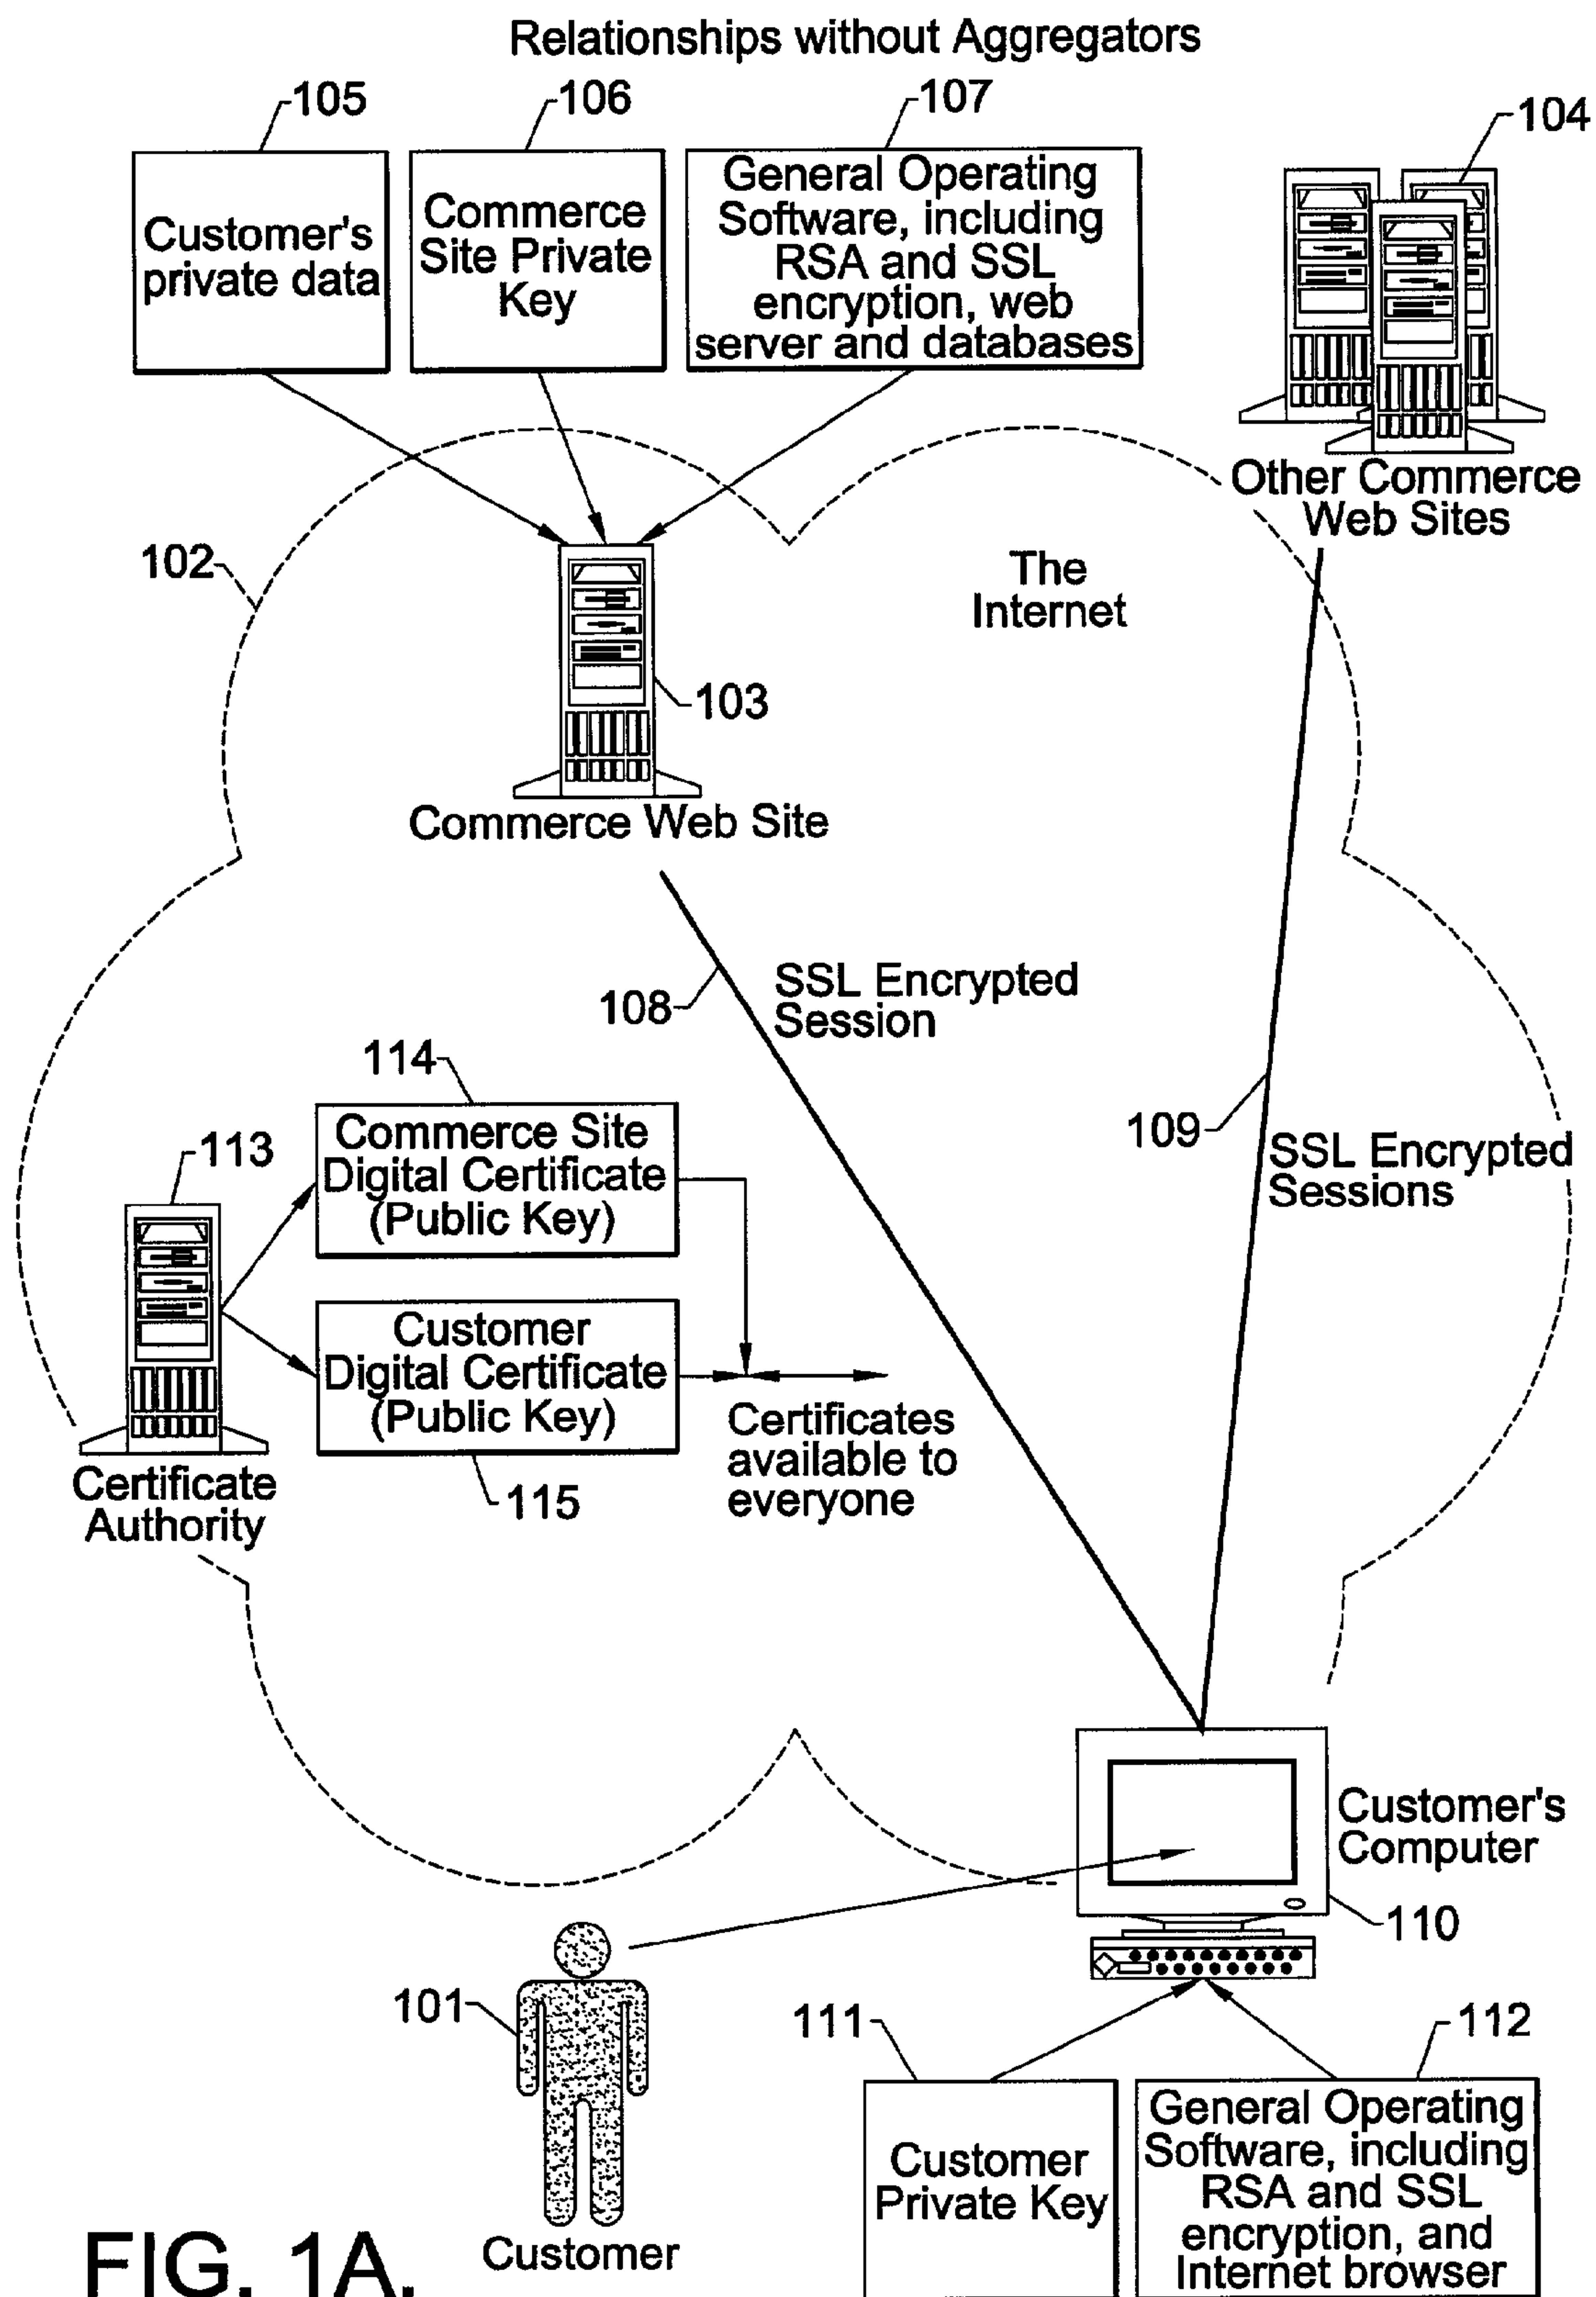 Relationships without Aggregators
105
106
107
104
Customer's
private data
Commerce
Site Private
Key
General Operating
Software, including
RSA and SSL
encryption, web
server and databases
Other Commerce
Web Sites
102
The
Internet
103
Commerce Web Site
108
SSL Encrypted
Session
114
109
SSL Encrypted
Sessions
113
Commerce Site
Digital Certificate
(Public Key)
Customer
Digital Certificate
(Public Key)
Certificates
available to
everyone
115
Certificate
Authority
Customer's
Computer
110
101
111
112
Customer
Private Key
General Operating
Software, including
RSA and SSL
encryption, and
Internet browser
Customer
FIG. 1A.